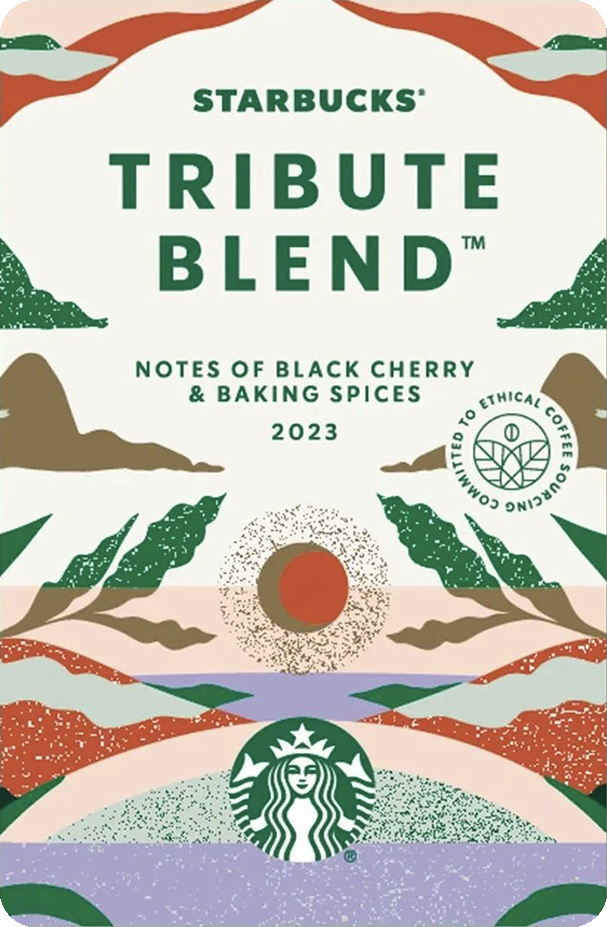 STARBUCKS®
TRIBUTE
BLEND™
NOTES OF BLACK CHERRY
& BAKING SPICES
2023
COMMITTED TO ETHICAL COFFEE SOURCING
®